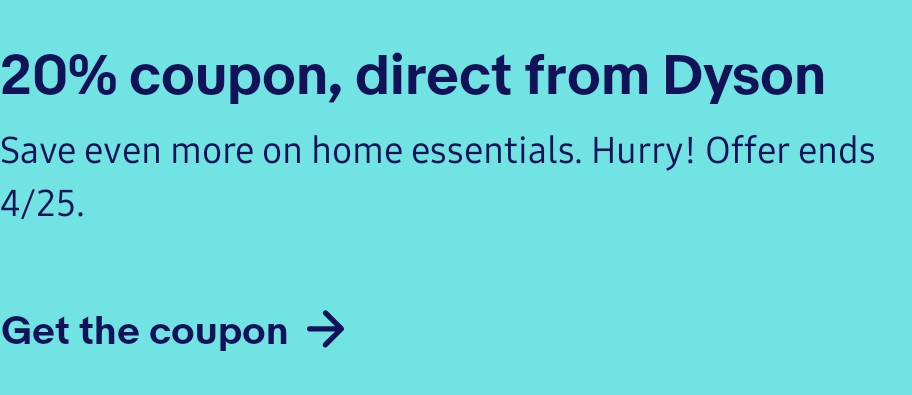 20% coupon, direct from Dyson
Save even more on home essentials. Hurry! Offer ends
4/25.
Get the coupon →